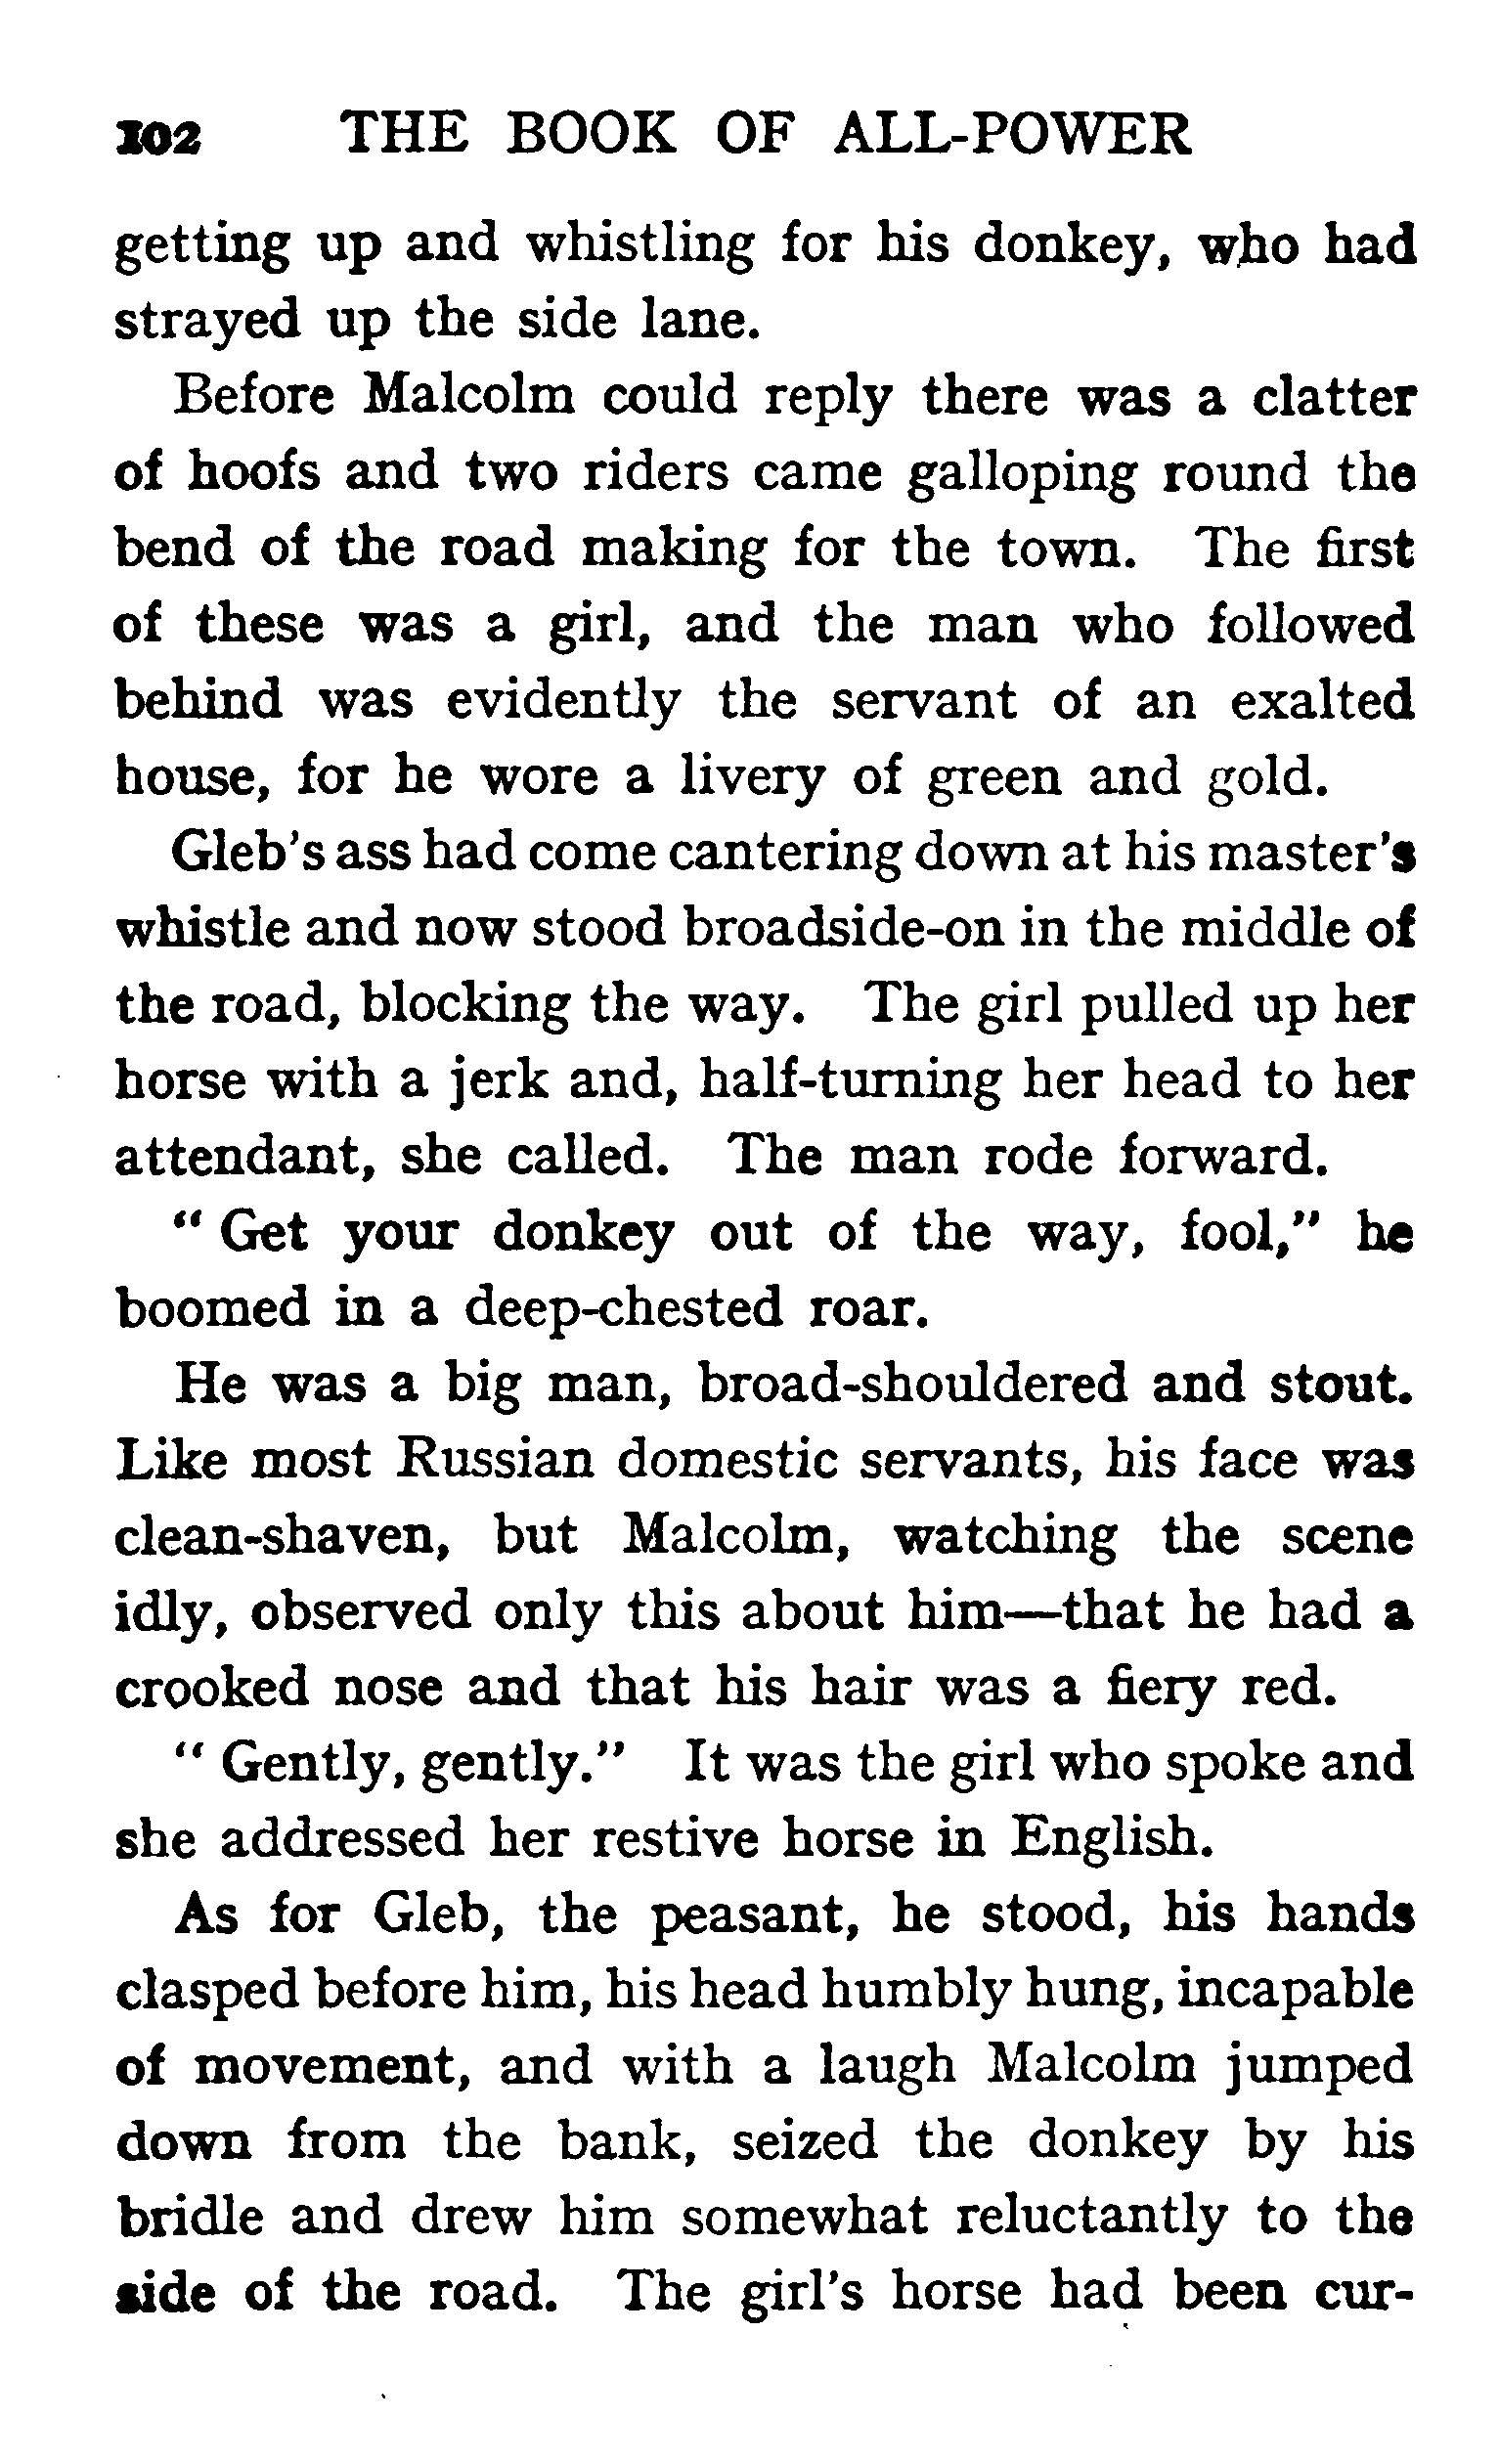 102 THE BOOK OF ALL-POWER
getting up and whistling for his donkey, who had
strayed up the side lane.
Before Malcolm could reply there was a clatter
of hoofs and two riders came galloping round the
bend of the road making for the town. The first
of these was a girl, and the man who followed
behind was evidently the servant of an exalted
house, for he wore a livery of green and gold.
Gleb's ass had come cantering down at his master's
whistle and now stood broadside-on in the middle of
the road, blocking the way. The girl pulled up her
horse with a jerk and, half-turning her head to her
attendant, she called. The man rode forward.
" Get your donkey out of the way, fool," he
boomed in a deep-chested roar.
He was a big man, broad-shouldered and stout.
Like most Russian domestic servants, his face was
clean-shaven, but Malcolm, watching the scene
idly, observed only this about him—that he had a
crooked nose and that his hair was a fiery red.
" Gently, gently." It was the girl who spoke and
she addressed her restive horse in English.
As for Gleb, the peasant, he stood, his hands
clasped before him, his head humbly hung, incapable
of movement, and with a laugh Malcolm jumped
down from the bank, seized the donkey by his
bridle and drew him somewhat reluctantly to the
side of the road. The girl's horse had been cur-